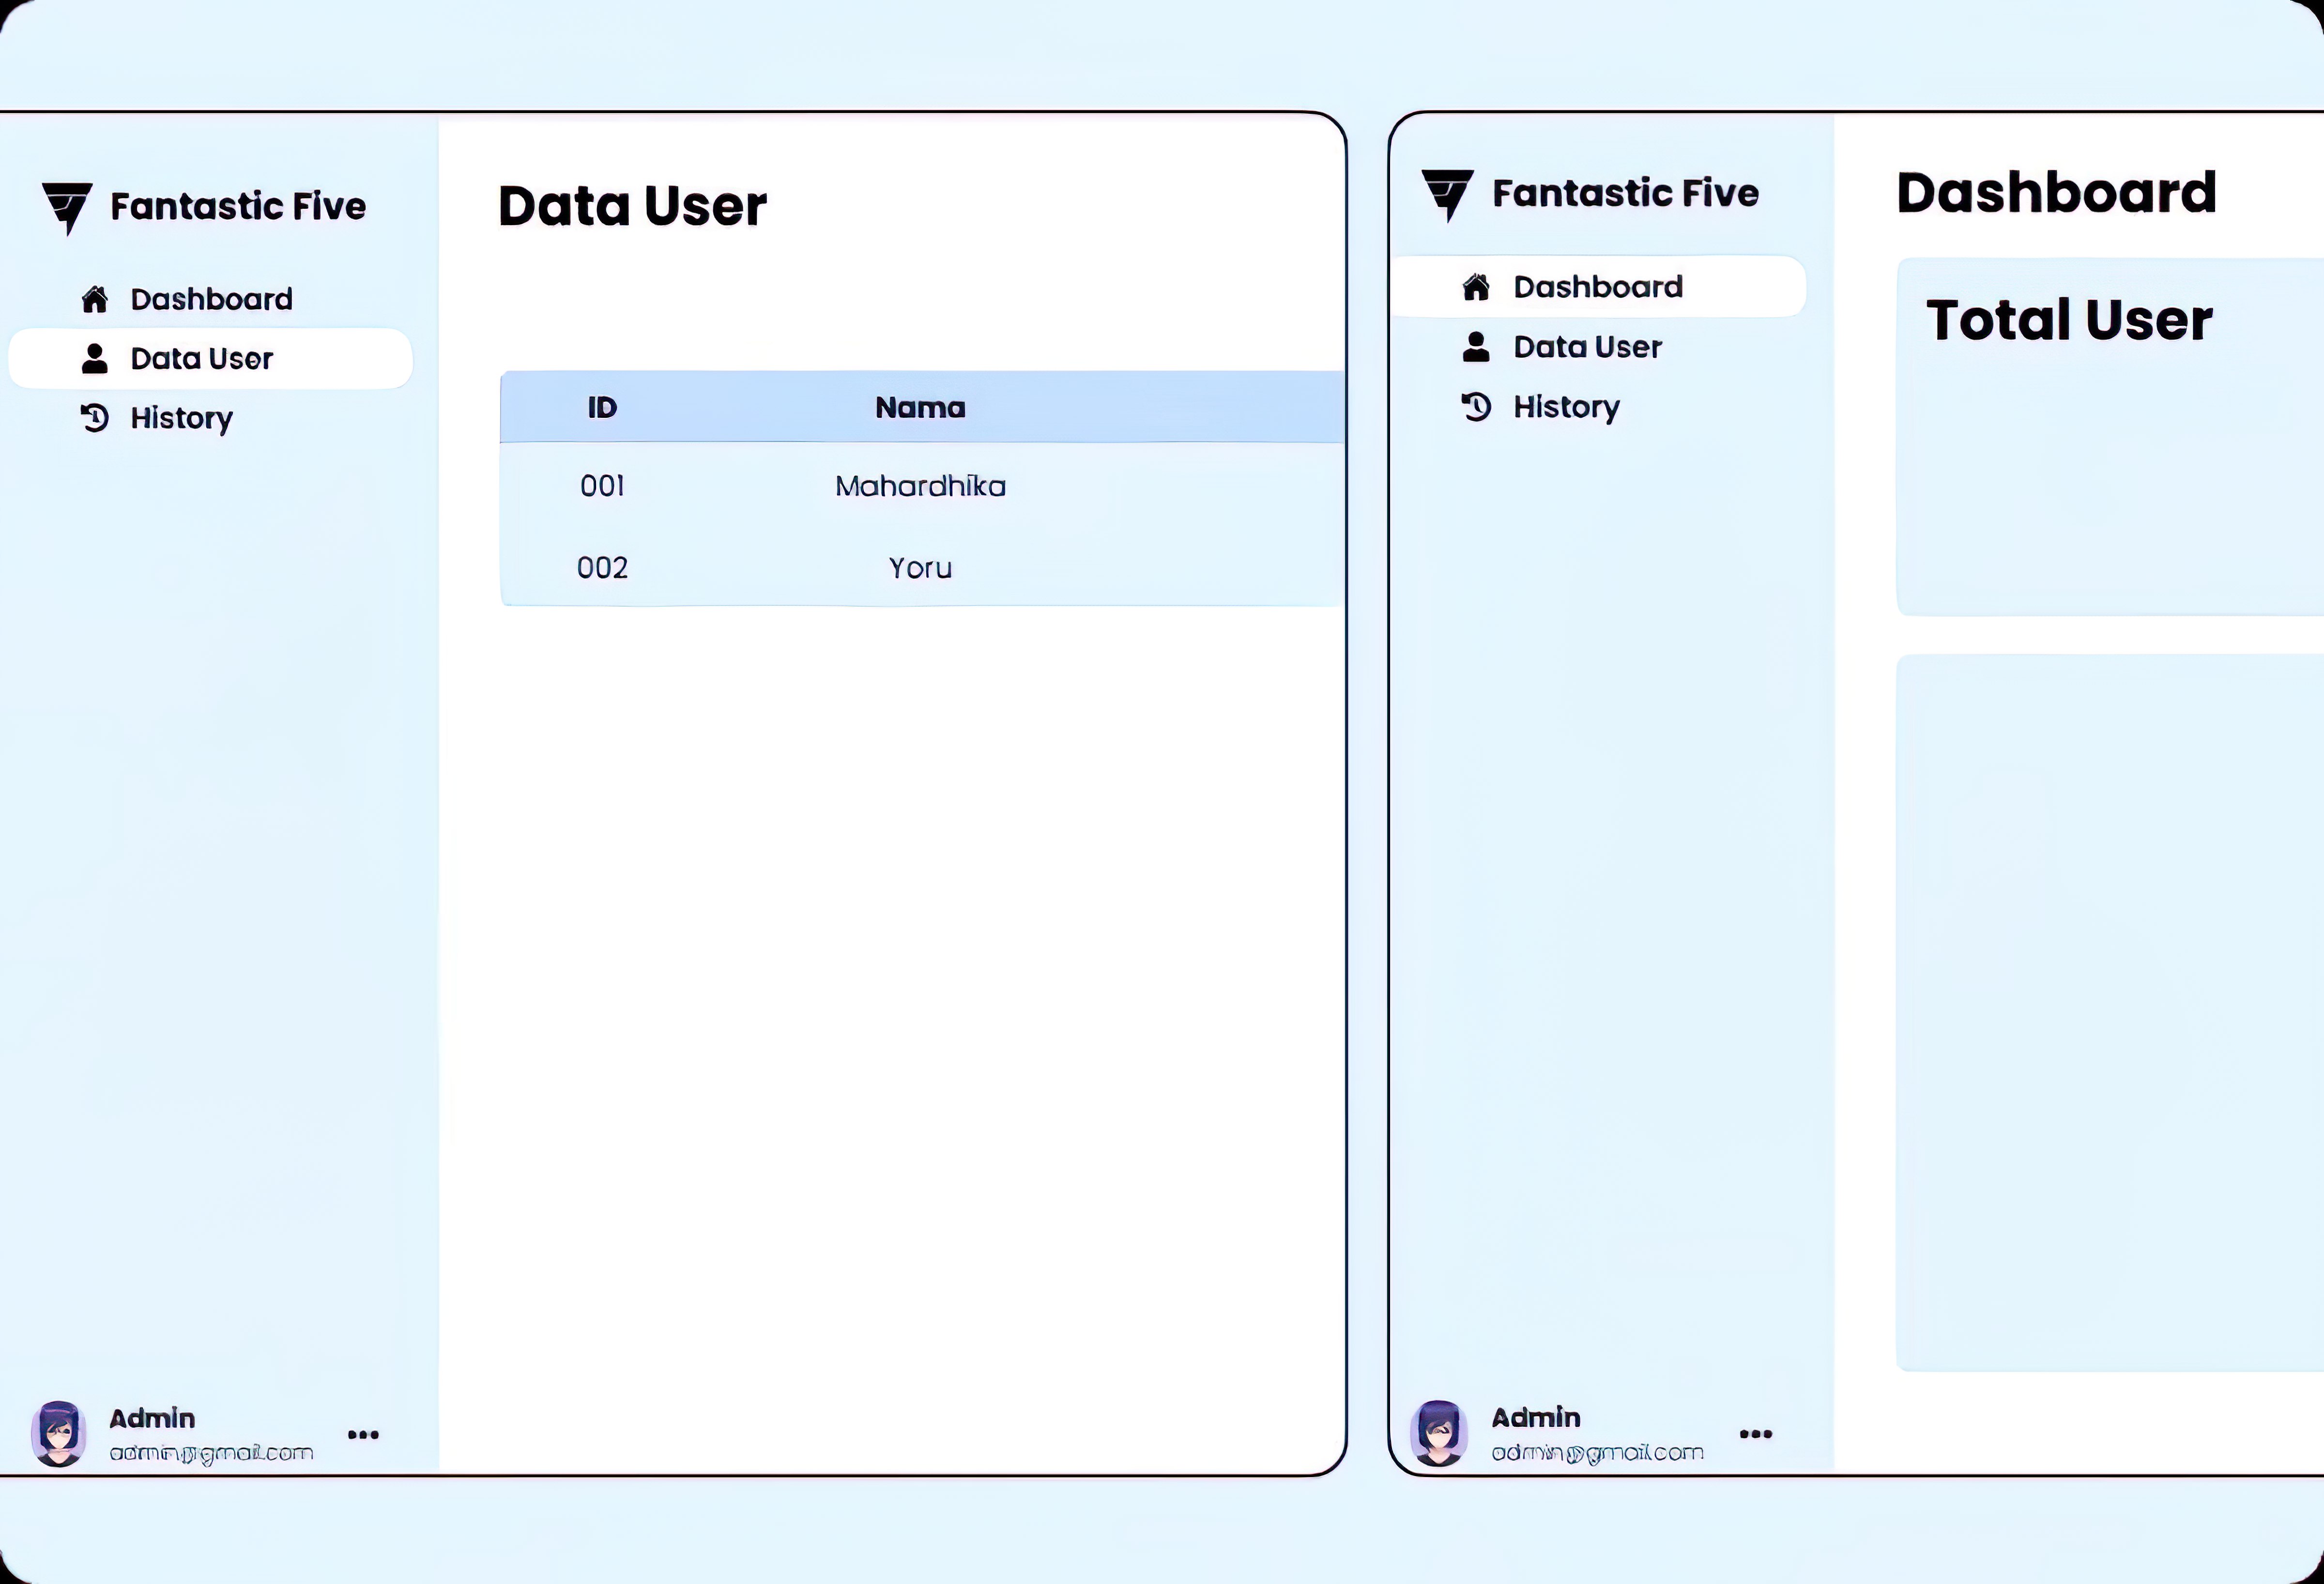 Fantastic Five
Dashboard
Data User
History
Admin
admin@gmail.com
Data User
ID Nama
001 Mahardhika
002 Yoru
Fantastic Five
Dashboard
Data User
History
Admin
admin@gmail.com
Dashboard
Total User